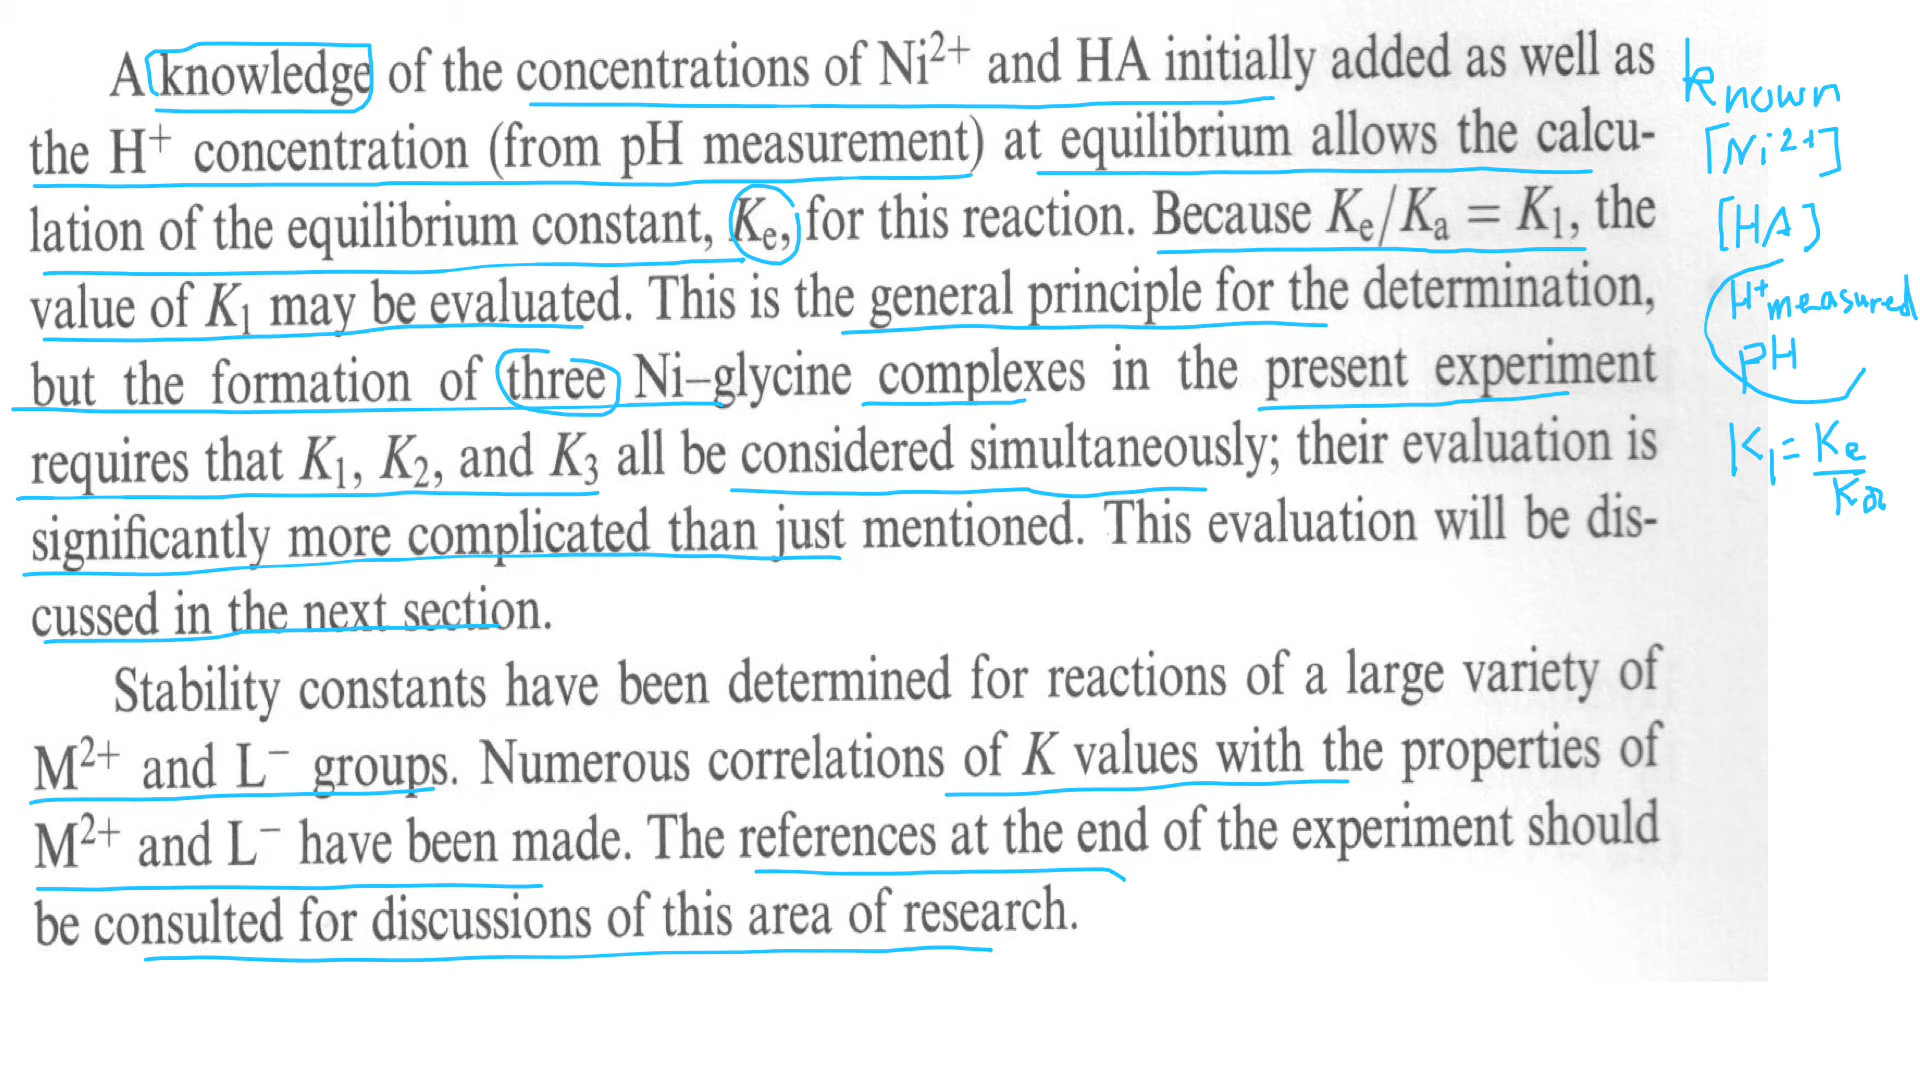 A knowledge of the concentrations of Ni²⁺ and HA initially added as well as
the H⁺ concentration (from pH measurement) at equilibrium allows the calcu-
lation of the equilibrium constant, Kₑ, for this reaction. Because Kₑ/Kₐ = K₁, the
value of K₁ may be evaluated. This is the general principle for the determination,
but the formation of three Ni–glycine complexes in the present experiment
requires that K₁, K₂, and K₃ all be considered simultaneously; their evaluation is
significantly more complicated than just mentioned. This evaluation will be dis-
cussed in the next section.
Stability constants have been determined for reactions of a large variety of
M²⁺ and L⁻ groups. Numerous correlations of K values with the properties of
M²⁺ and L⁻ have been made. The references at the end of the experiment should
be consulted for discussions of this area of research.
known
[Ni²⁺]
[HA]
H⁺ measured
pH
K₁ = Kₑ
Kₐ